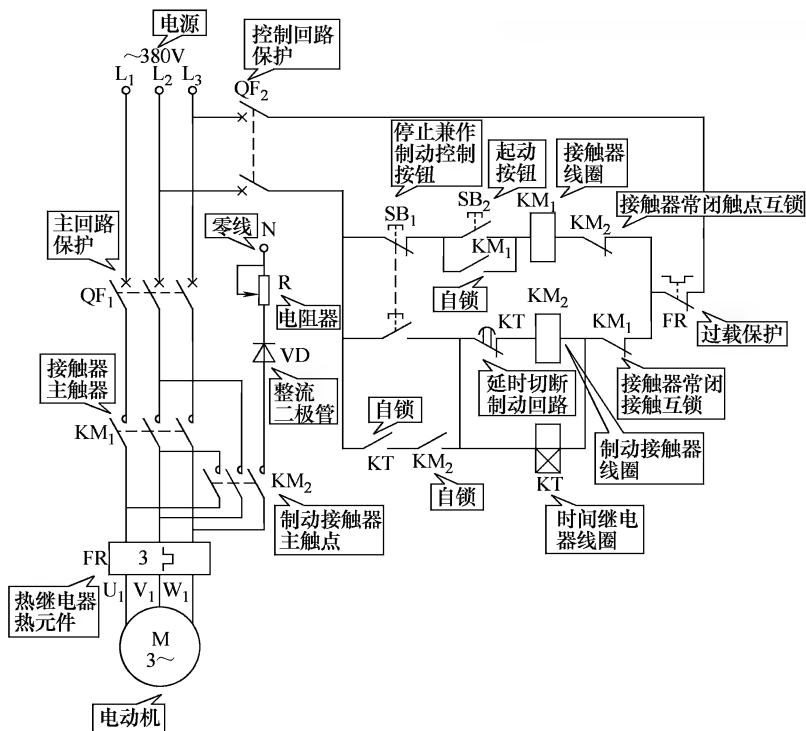 电源
～380V
L1 L2 L3
控制回路
保护
QF2
停止兼作
制动控制
按钮
SB1
起动
按钮
SB2
接触器
线圈
KM1
接触器常闭触点互锁
KM2
KM1
自锁
主回路
保护
QF1
零线 N
R
电阻器
VD
整流
二极管
KT
KM2
KM1
FR
过载保护
延时切断
制动回路
接触器常闭
接触互锁
接触器
主触器
KM1
自锁
KT
KM2
自锁
制动接触器
线圈
KT
时间继电
器线圈
KM2
制动接触器
主触点
FR 3
热继电器
热元件
U1 V1 W1
M
3～
电动机